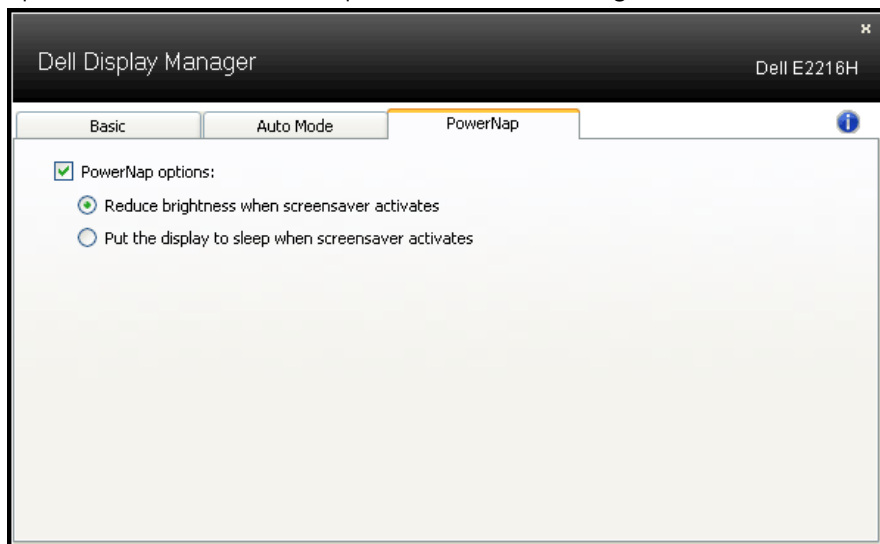 x
Dell Display Manager
Dell E2216H
Basic
Auto Mode
PowerNap
i
PowerNap options:
Reduce brightness when screensaver activates
Put the display to sleep when screensaver activates